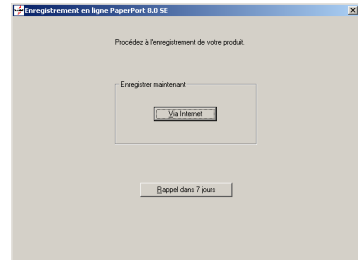 Enregistrement en ligne PaperPort 8.0 SE
Procédez à l'enregistrement de votre produit.
Enregistrer maintenant
Via Internet
Rappel dans 7 jours